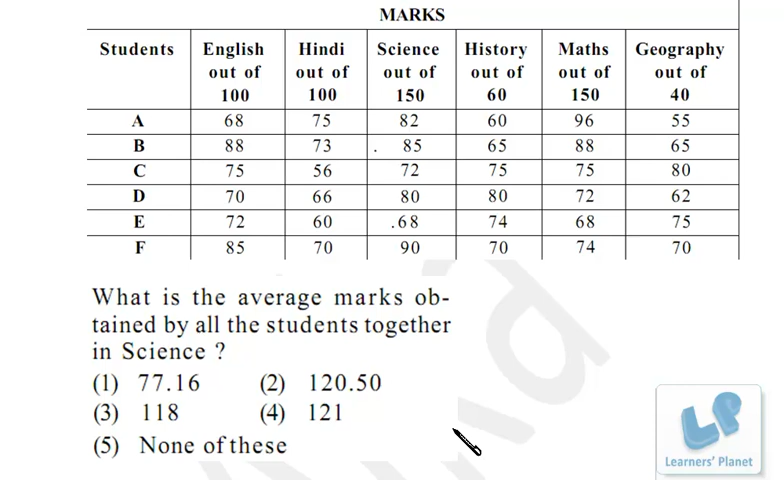 MARKS
Students English Hindi Science History Maths Geography
out of out of out of out of out of out of
100 100 150 60 150 40
A 68 75 82 60 96 55
B 88 73 . 85 65 88 65
C 75 56 72 75 75 80
D 70 66 80 80 72 62
E 72 60 .68 74 68 75
F 85 70 90 70 74 70
What is the average marks ob-
tained by all the students together
in Science ?
(1) 77.16 (2) 120.50
(3) 118 (4) 121
(5) None of these
LP
Learners' Planet